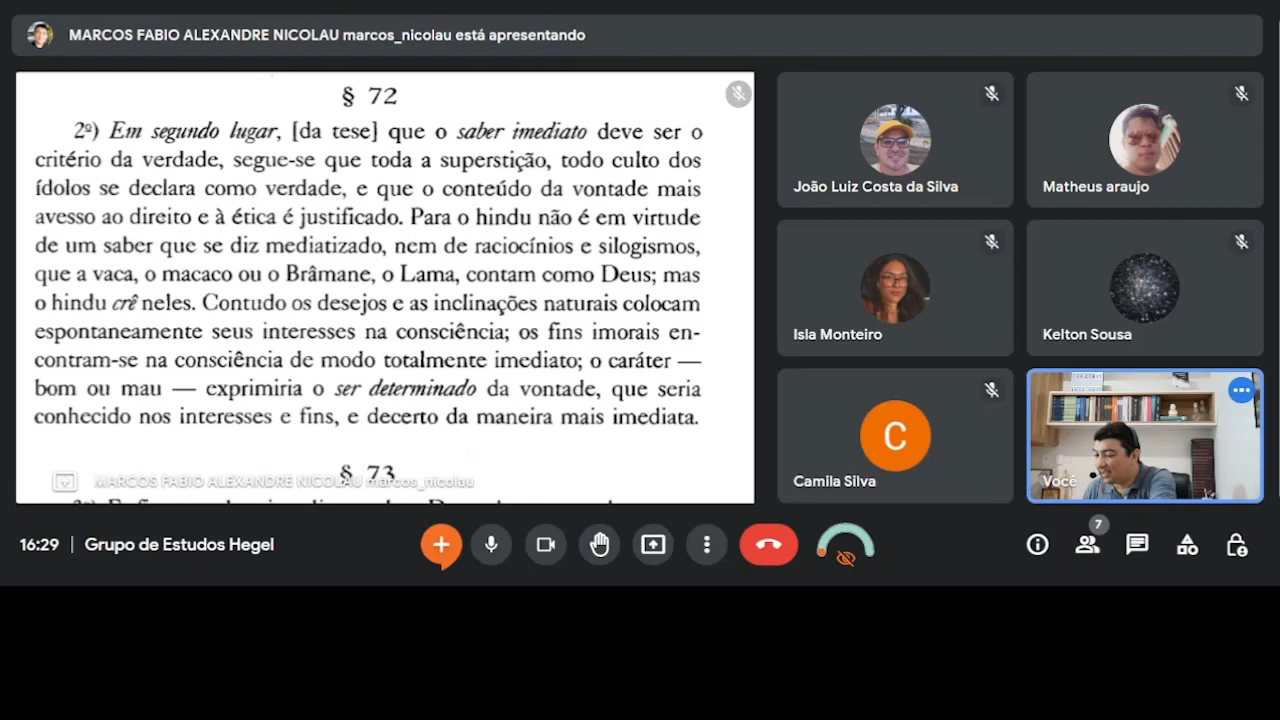 MARCOS FABIO ALEXANDRE NICOLAU marcos_nicolau está apresentando
§ 72
2º) Em segundo lugar, [da tese] que o saber imediato deve ser o
critério da verdade, segue-se que toda a superstição, todo culto dos
ídolos se declara como verdade, e que o conteúdo da vontade mais
avesso ao direito e à ética é justificado. Para o hindu não é em virtude
de um saber que se diz mediatizado, nem de raciocínios e silogismos,
que a vaca, o macaco ou o Brâmane, o Lama, contam como Deus; mas
o hindu crê neles. Contudo os desejos e as inclinações naturais colocam
espontaneamente seus interesses na consciência; os fins imorais en-
contram-se na consciência de modo totalmente imediato; o caráter —
bom ou mau — exprimiria o ser determinado da vontade, que seria
conhecido nos interesses e fins, e decerto da maneira mais imediata.
§ 73
MARCOS FABIO ALEXANDRE NICOLAU marcos_nicolau
João Luiz Costa da Silva
Matheus araujo
Isla Monteiro
Kelton Sousa
C
Camila Silva
Você
16:29 | Grupo de Estudos Hegel
7